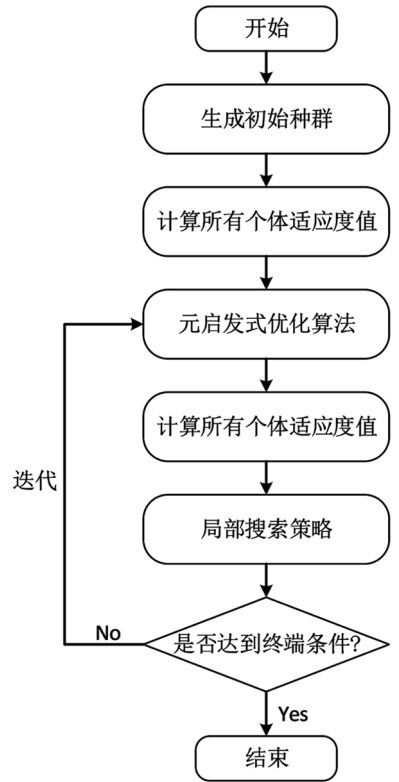 开始
生成初始种群
计算所有个体适应度值
元启发式优化算法
计算所有个体适应度值
迭代
局部搜索策略
No
是否达到终端条件?
Yes
结束